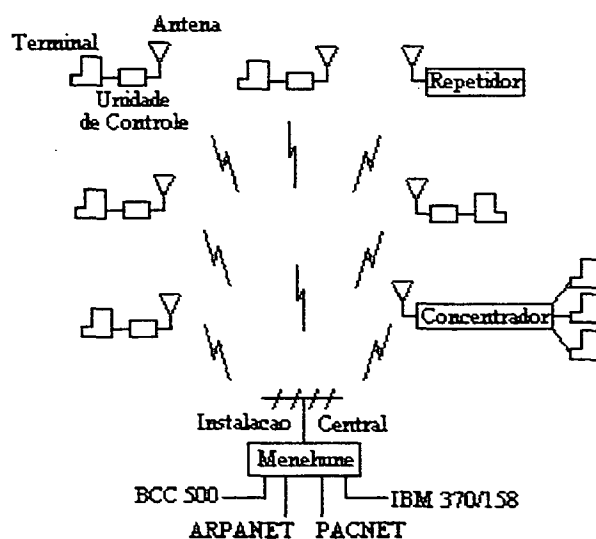 Antena
Terminal
Unidade
de Controle
Repetidor
Concentrador
Instalacao Central
Menehune
BCC 500
IBM 370/158
ARPANET PACNET